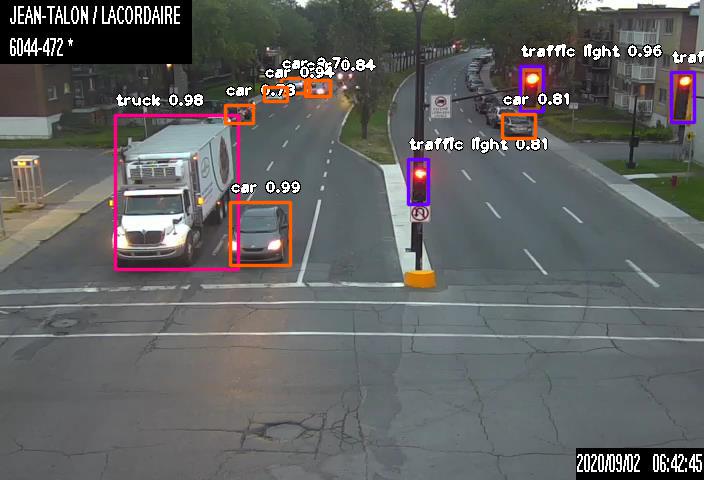 JEAN-TALON / LACORDAIRE
6044-472 *
traffic light 0.96
traf
car 0.84
car 0.94
car 0.73
car 0.81
truck 0.98
traffic light 0.81
car 0.99
2020/09/02 06:42:45